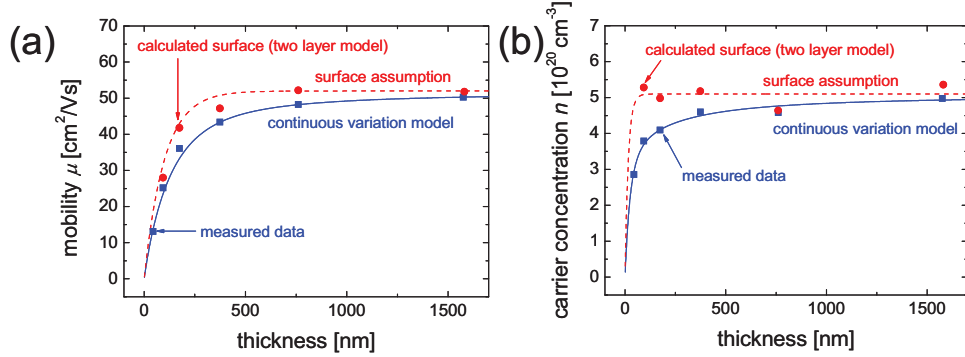 (a)
mobility μ [cm²/Vs]
70
60
50
40
30
20
10
0
calculated surface (two layer model)
surface assumption
continuous variation model
measured data
0 500 1000 1500
thickness [nm]
(b)
carrier concentration n [10²⁰ cm⁻³]
7
6
5
4
3
2
1
0
calculated surface (two layer model)
surface assumption
continuous variation model
measured data
0 500 1000 1500
thickness [nm]